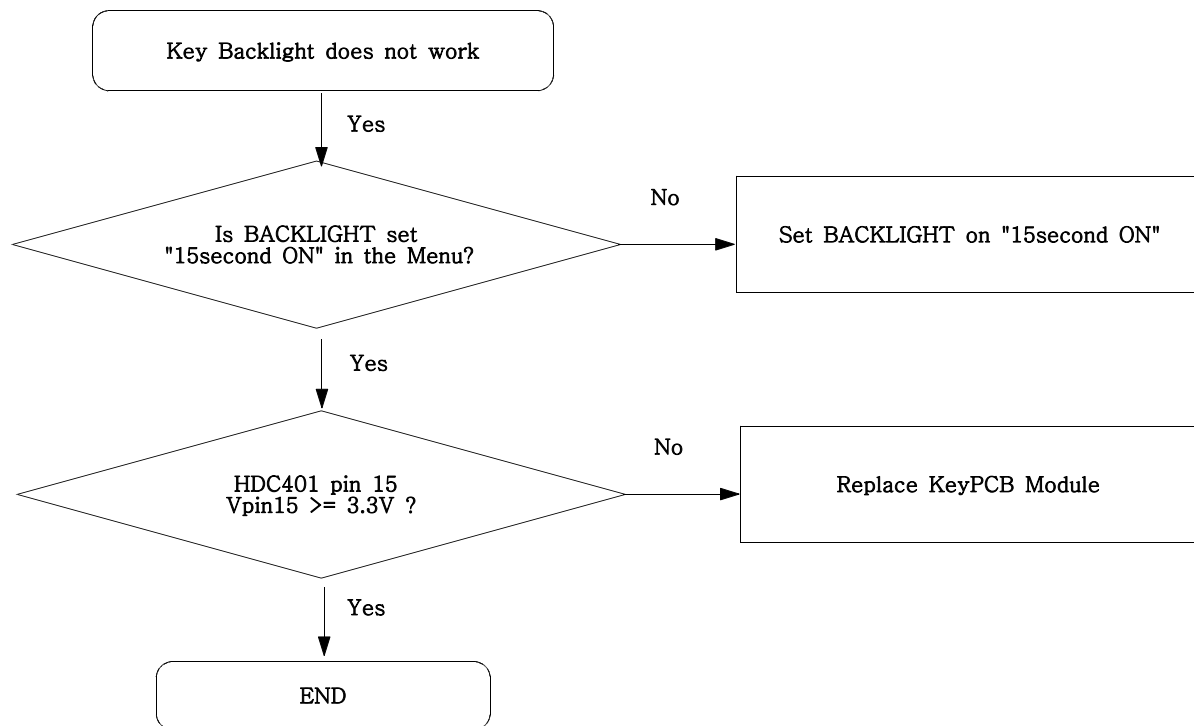 Key Backlight does not work
Yes
Is BACKLIGHT set
"15second ON" in the Menu?
No
Set BACKLIGHT on "15second ON"
Yes
HDC401 pin 15
Vpin15 >= 3.3V ?
No
Replace KeyPCB Module
Yes
END